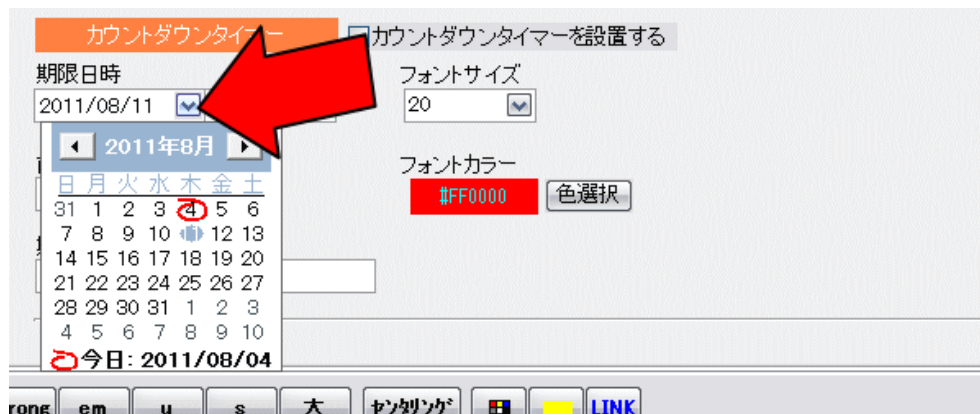 カウントダウンタイマー
カウントダウンタイマーを設置する
期限日時
フォントサイズ
2011/08/11
20
2011年8月
フォントカラー
日 月 火 水 木 金 土
#FF0000
色選択
31 1 2 3 4 5 6
7 8 9 10 11 12 13
14 15 16 17 18 19 20
21 22 23 24 25 26 27
28 29 30 31 1 2 3
4 5 6 7 8 9 10
今日: 2011/08/04
em u s 大 センタリング LINK